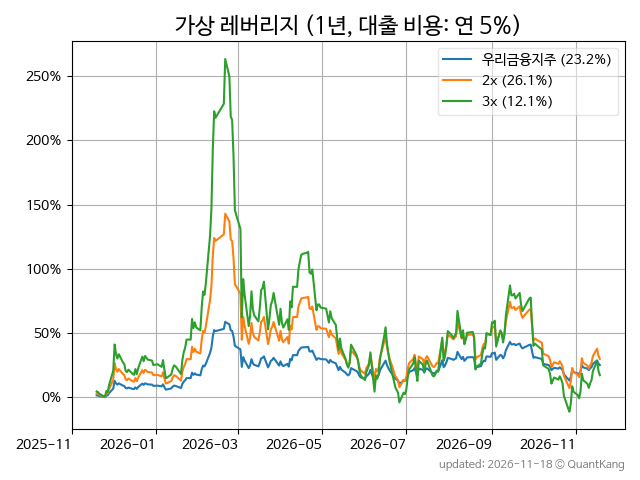 가상 레버리지 (1년, 대출 비용: 연 5%)
우리금융지주 (23.2%)
2x (26.1%)
3x (12.1%)
250%
200%
150%
100%
50%
0%
2025-11
2026-01
2026-03
2026-05
2026-07
2026-09
2026-11
updated: 2026-11-18 © QuantKang